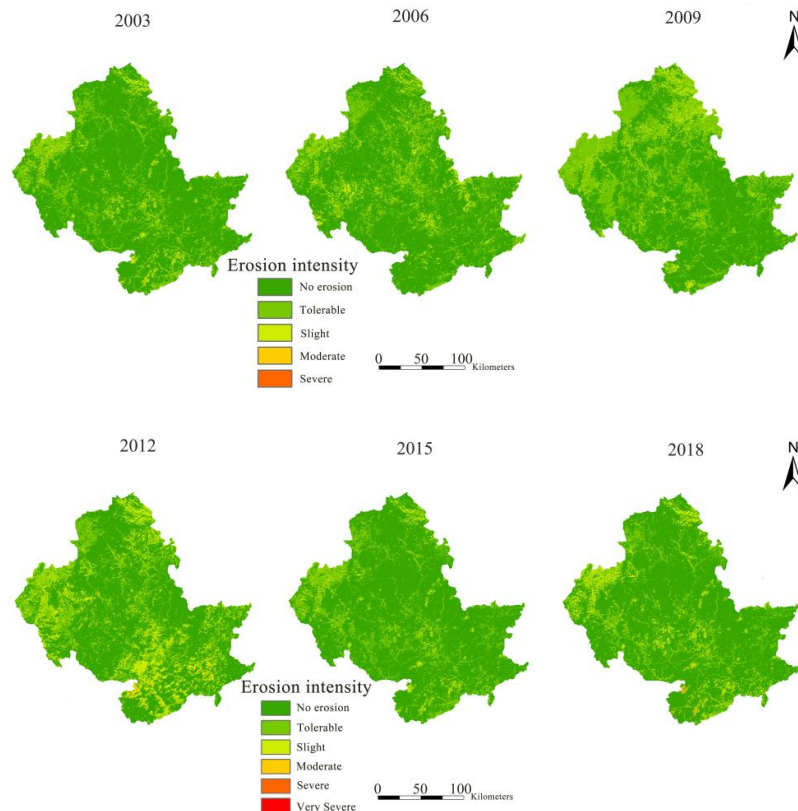 2003 2006 2009
N
Erosion intensity
No erosion
Tolerable
Slight
Moderate
Severe
0 50 100
Kilometers
2012 2015 2018
N
Erosion intensity
No erosion
Tolerable
Slight
Moderate
Severe
Very Severe
0 50 100
Kilometers